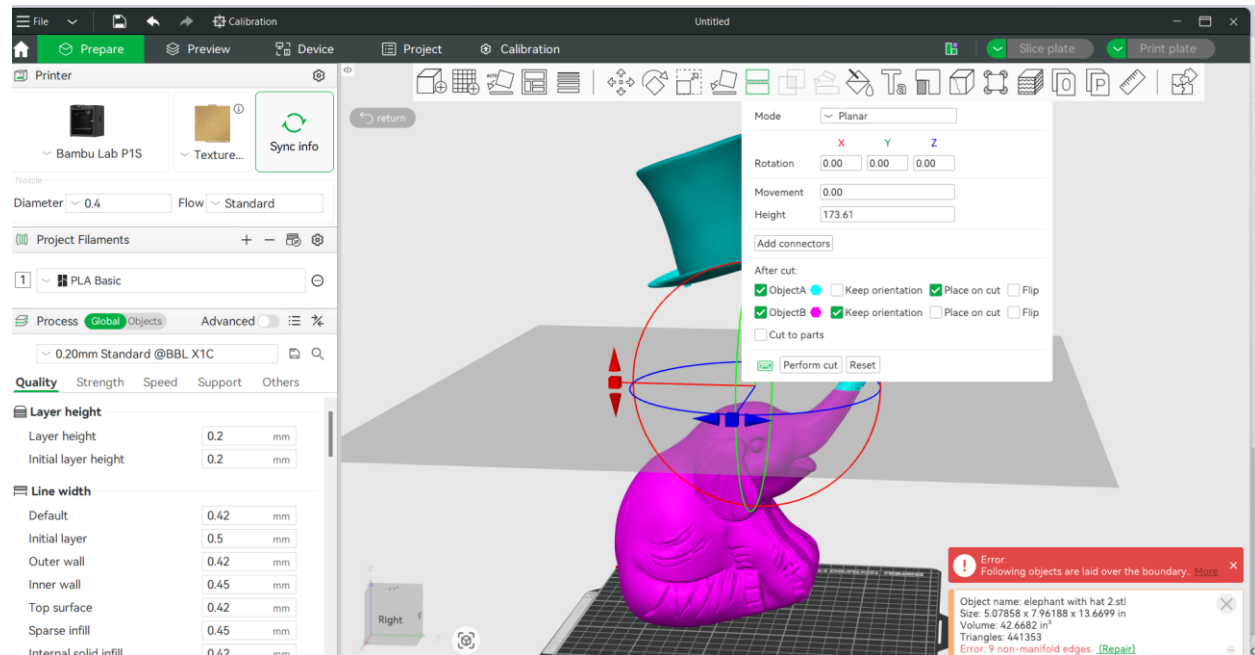 File
Calibration
Untitled
Prepare
Preview
Device
Project
Calibration
Slice plate
Print plate
Printer
Bambu Lab P1S
Texture...
Sync info
Nozzle
Diameter 0.4 Flow Standard
Project Filaments
1 PLA Basic
Process Global Objects Advanced
0.20mm Standard @BBL X1C
Quality Strength Speed Support Others
Layer height
Layer height 0.2 mm
Initial layer height 0.2 mm
Line width
Default 0.42 mm
Initial layer 0.5 mm
Outer wall 0.42 mm
Inner wall 0.45 mm
Top surface 0.42 mm
Sparse infill 0.45 mm
Internal solid infill 0.42 mm
AUTO
return
Mode Planar
X Y Z
Rotation 0.00 0.00 0.00
Movement 0.00
Height 173.61
Add connectors
After cut:
ObjectA Keep orientation Place on cut Flip
ObjectB Keep orientation Place on cut Flip
Cut to parts
Perform cut Reset
z
Right
y
Error:
Following objects are laid over the boundary.. More
Object name: elephant with hat 2.stl
Size: 5.07858 x 7.96188 x 13.6699 in
Volume: 42.6682 in³
Triangles: 441353
Error: 9 non-manifold edges. (Repair)